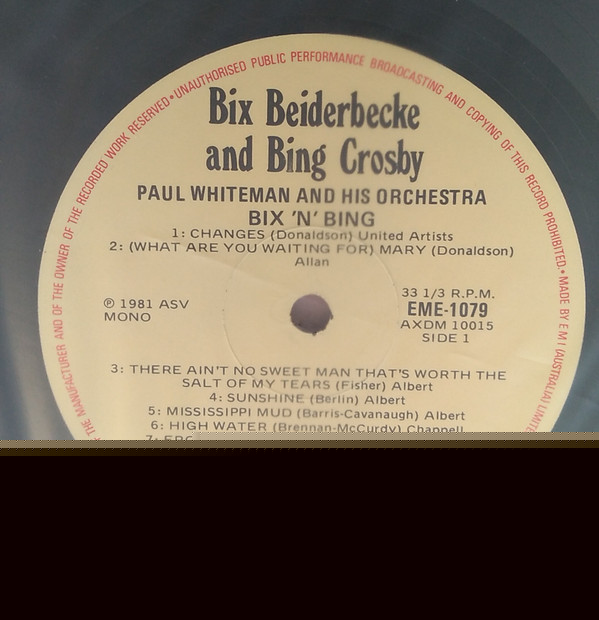 UNAUTHORISED PUBLIC PERFORMANCE BROADCASTING AND COPYING OF THIS RECORD PROHIBITED. • MADE BY E M I (AUSTRALIA)
THE MANUFACTURER AND OF THE OWNER OF THE RECORDED WORK RESERVED •
Bix Beiderbecke
and Bing Crosby
PAUL WHITEMAN AND HIS ORCHESTRA
BIX 'N' BING
1: CHANGES (Donaldson) United Artists
2: (WHAT ARE YOU WAITING FOR) MARY (Donaldson)
Allan
℗ 1981 ASV
MONO
33 1/3 R.P.M.
EME-1079
AXDM 10015
SIDE 1
3: THERE AIN'T NO SWEET MAN THAT'S WORTH THE
SALT OF MY TEARS (Fisher) Albert
4: SUNSHINE (Berlin) Albert
5: MISSISSIPPI MUD (Barris-Cavanaugh) Albert
6: HIGH WATER (Brennan-McCurdy) Chappell